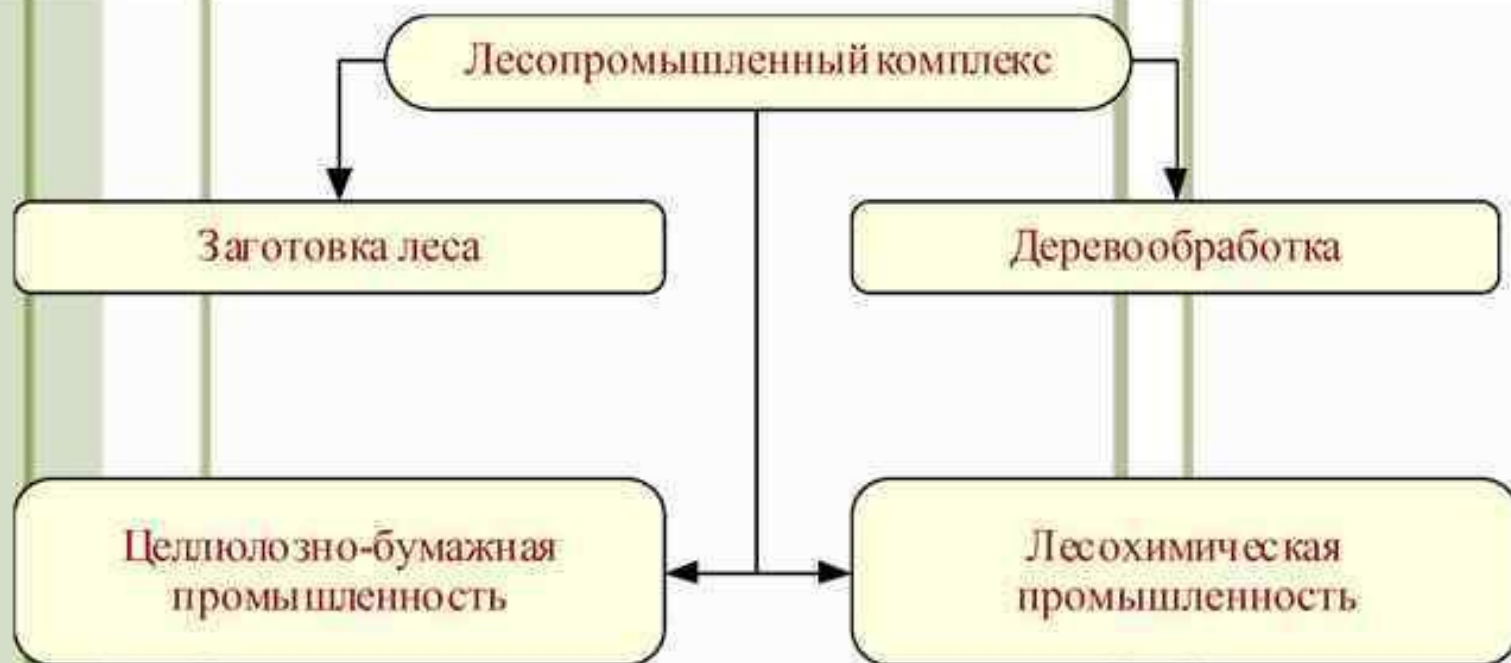 Лесопромышленный комплекс
Заготовка леса
Деревообработка
Целлюлозно-бумажная
промышленность
Лесохимическая
промышленность